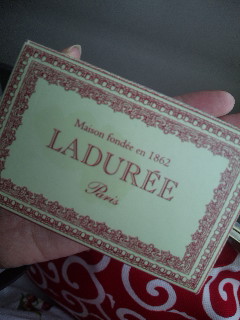 Maison fondée en 1862
LADURÉE
Paris